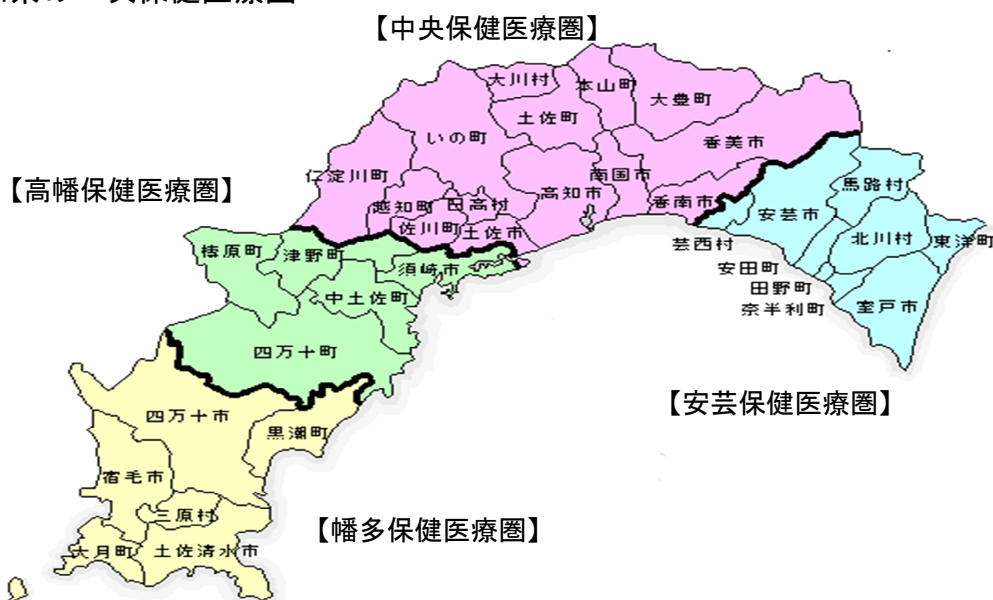 【中央保健医療圏】
大川村
本山町
大豊町
土佐町
いの町
香美市
仁淀川町
南国市
高知市
越知町
日高村
香南市
佐川町
土佐市
【高幡保健医療圏】
馬路村
安芸市
北川村
東洋町
芸西村
安田町
田野町
奈半利町
室戸市
梼原町
津野町
須崎市
中土佐町
四万十町
【安芸保健医療圏】
四万十市
黒潮町
宿毛市
三原村
大月町
土佐清水市
【幡多保健医療圏】